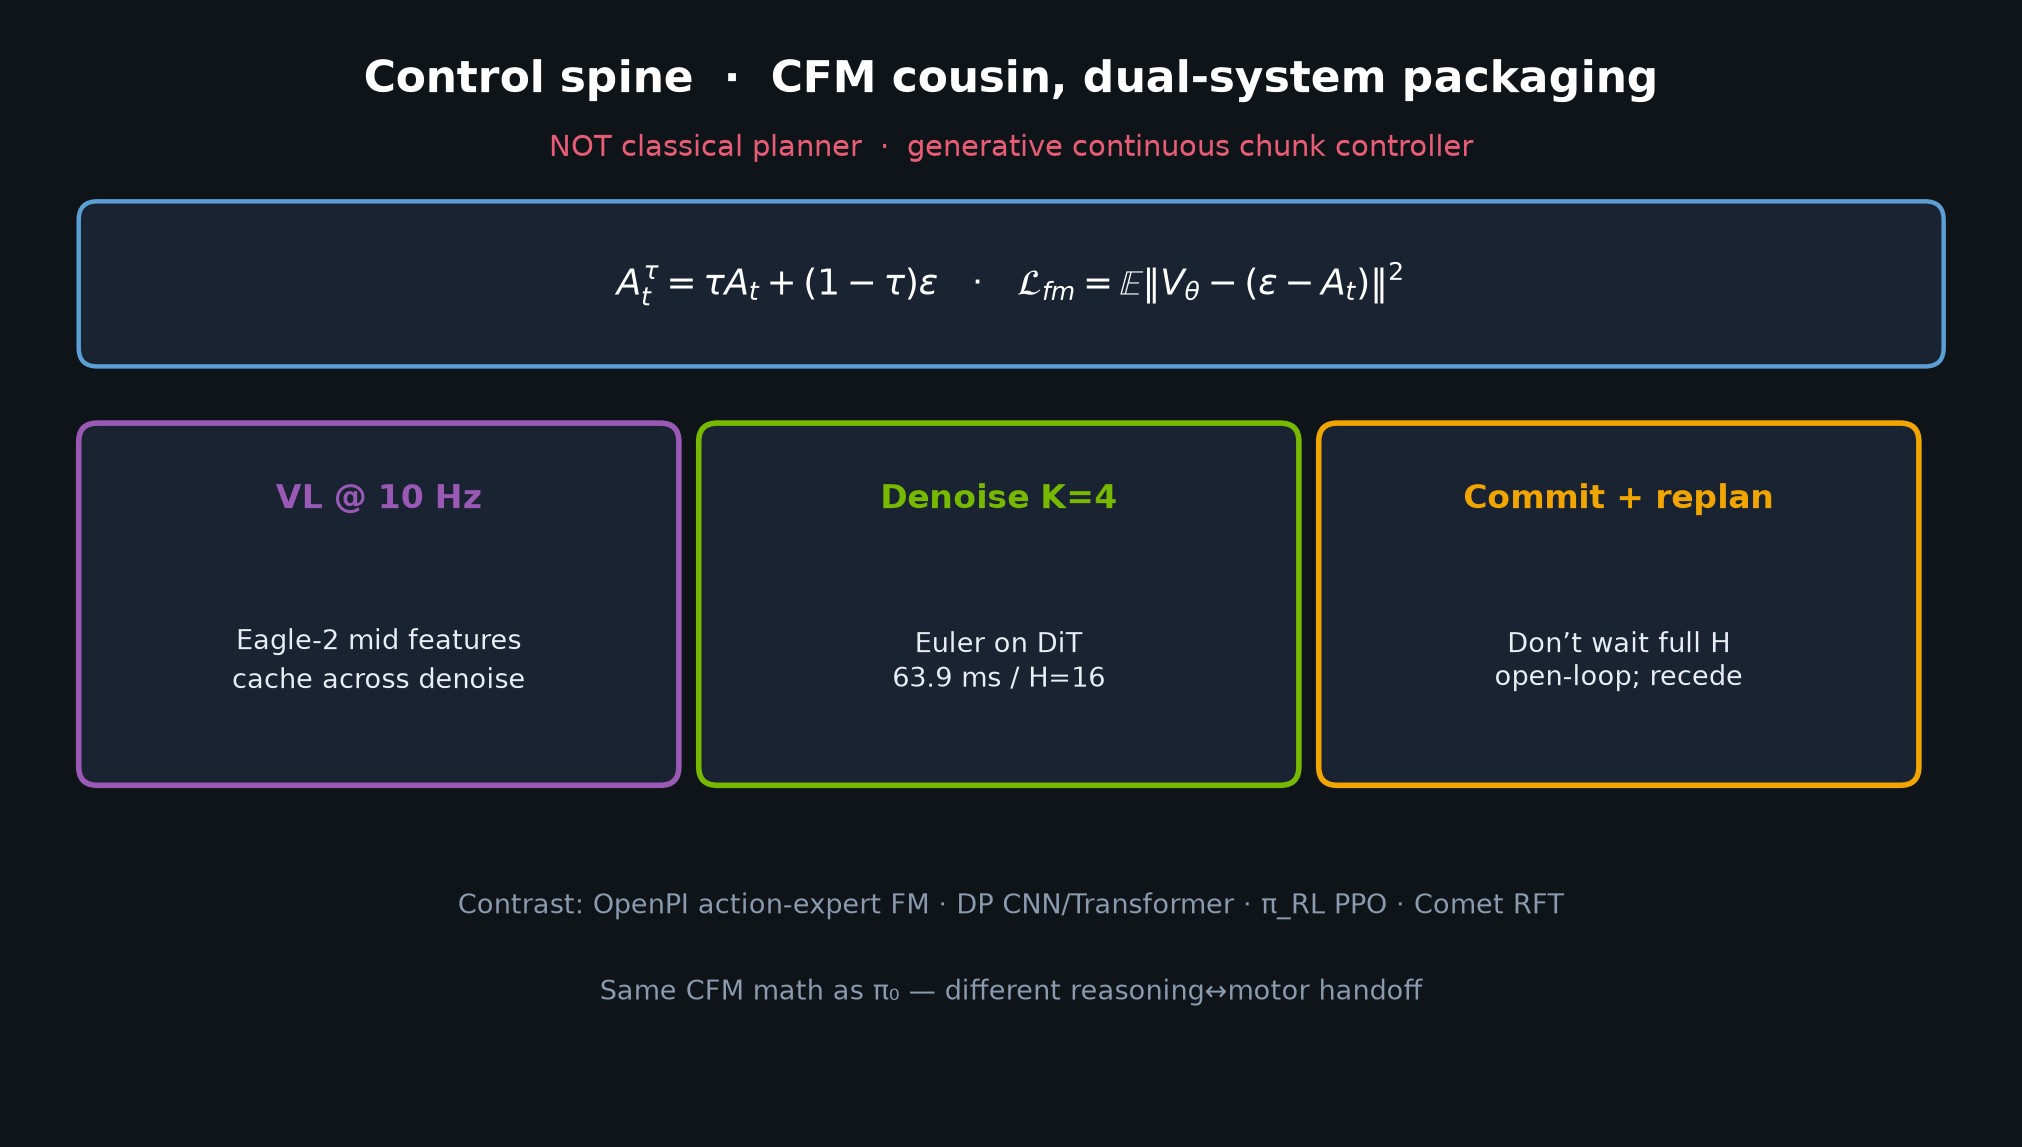 Control spine · CFM cousin, dual-system packaging
NOT classical planner · generative continuous chunk controller
$A_t^τ = τA_t + (1 − τ)ε · ℒ_{fm} = 𝔼‖V_θ − (ε − A_t)‖^2$
VL @ 10 Hz
Eagle-2 mid features
cache across denoise
Denoise K=4
Euler on DiT
63.9 ms / H=16
Commit + replan
Don’t wait full H
open-loop; recede
Contrast: OpenPI action-expert FM · DP CNN/Transformer · π_RL PPO · Comet RFT
Same CFM math as π₀ — different reasoning↔motor handoff